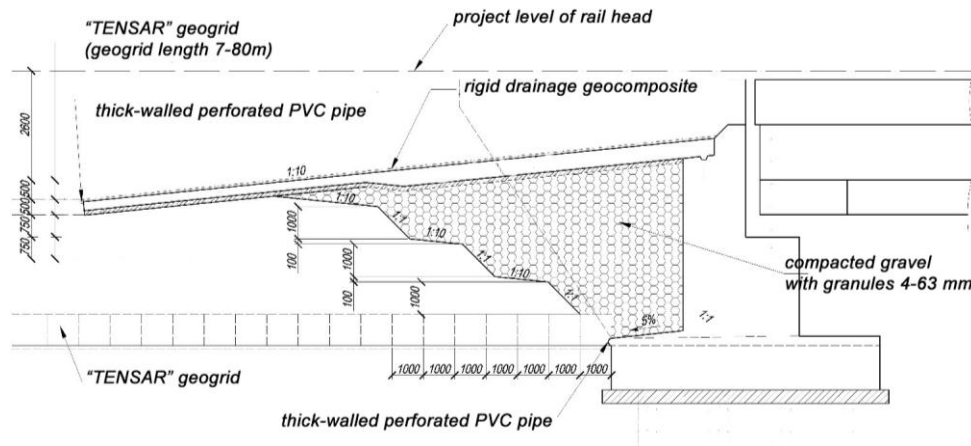 "TENSAR" geogrid
(geogrid length 7-80m)
project level of rail head
rigid drainage geocomposite
thick-walled perforated PVC pipe
2600
500
500
750
750
1:10
1:10
1000
1:1
100
1:10
1000
1:1
100
1:10
1000
1:1
compacted gravel
with granules 4-63 mm
1:1
5%
"TENSAR" geogrid
1000 1000 1000 1000 1000 1000 1000
thick-walled perforated PVC pipe